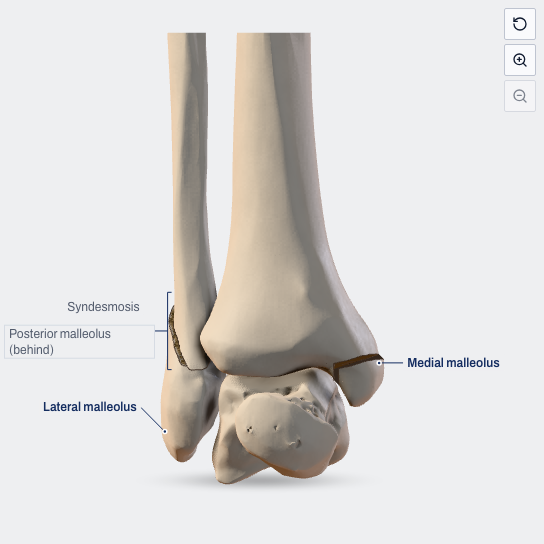 Syndesmosis
Posterior malleolus
(behind)
Medial malleolus
Lateral malleolus